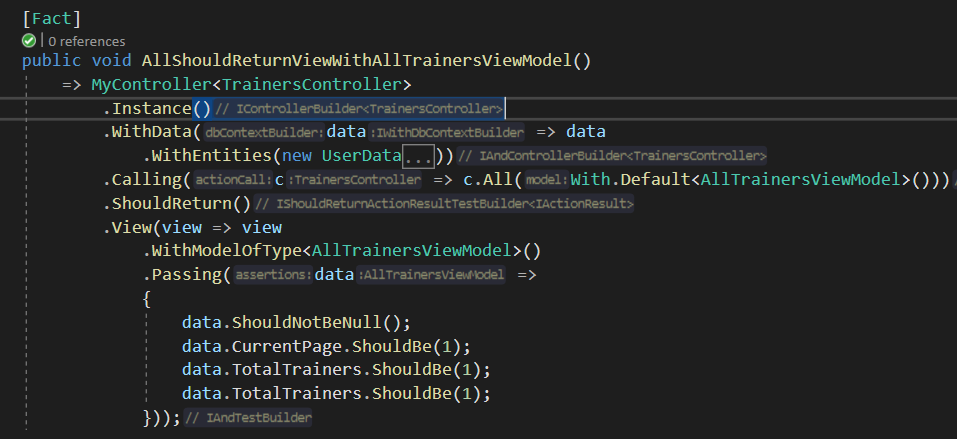 [Fact]
0 references
public void AllShouldReturnViewWithAllTrainersViewModel()
=> MyController<TrainersController>
.Instance() // IControllerBuilder<TrainersController>
.WithData( dbContextBuilder: data :IWithDbContextBuilder => data
.WithEntities(new UserData...)) // IAndControllerBuilder<TrainersController>
.Calling( actionCall: c :TrainersController => c.All( model: With.Default<AllTrainersViewModel>())) /
.ShouldReturn() // IShouldReturnActionResultTestBuilder<IActionResult>
.View(view => view
.WithModelOfType<AllTrainersViewModel>()
.Passing( assertions: data :AllTrainersViewModel =>
{
data.ShouldNotBeNull();
data.CurrentPage.ShouldBe(1);
data.TotalTrainers.ShouldBe(1);
data.TotalTrainers.ShouldBe(1);
})); // IAndTestBuilder